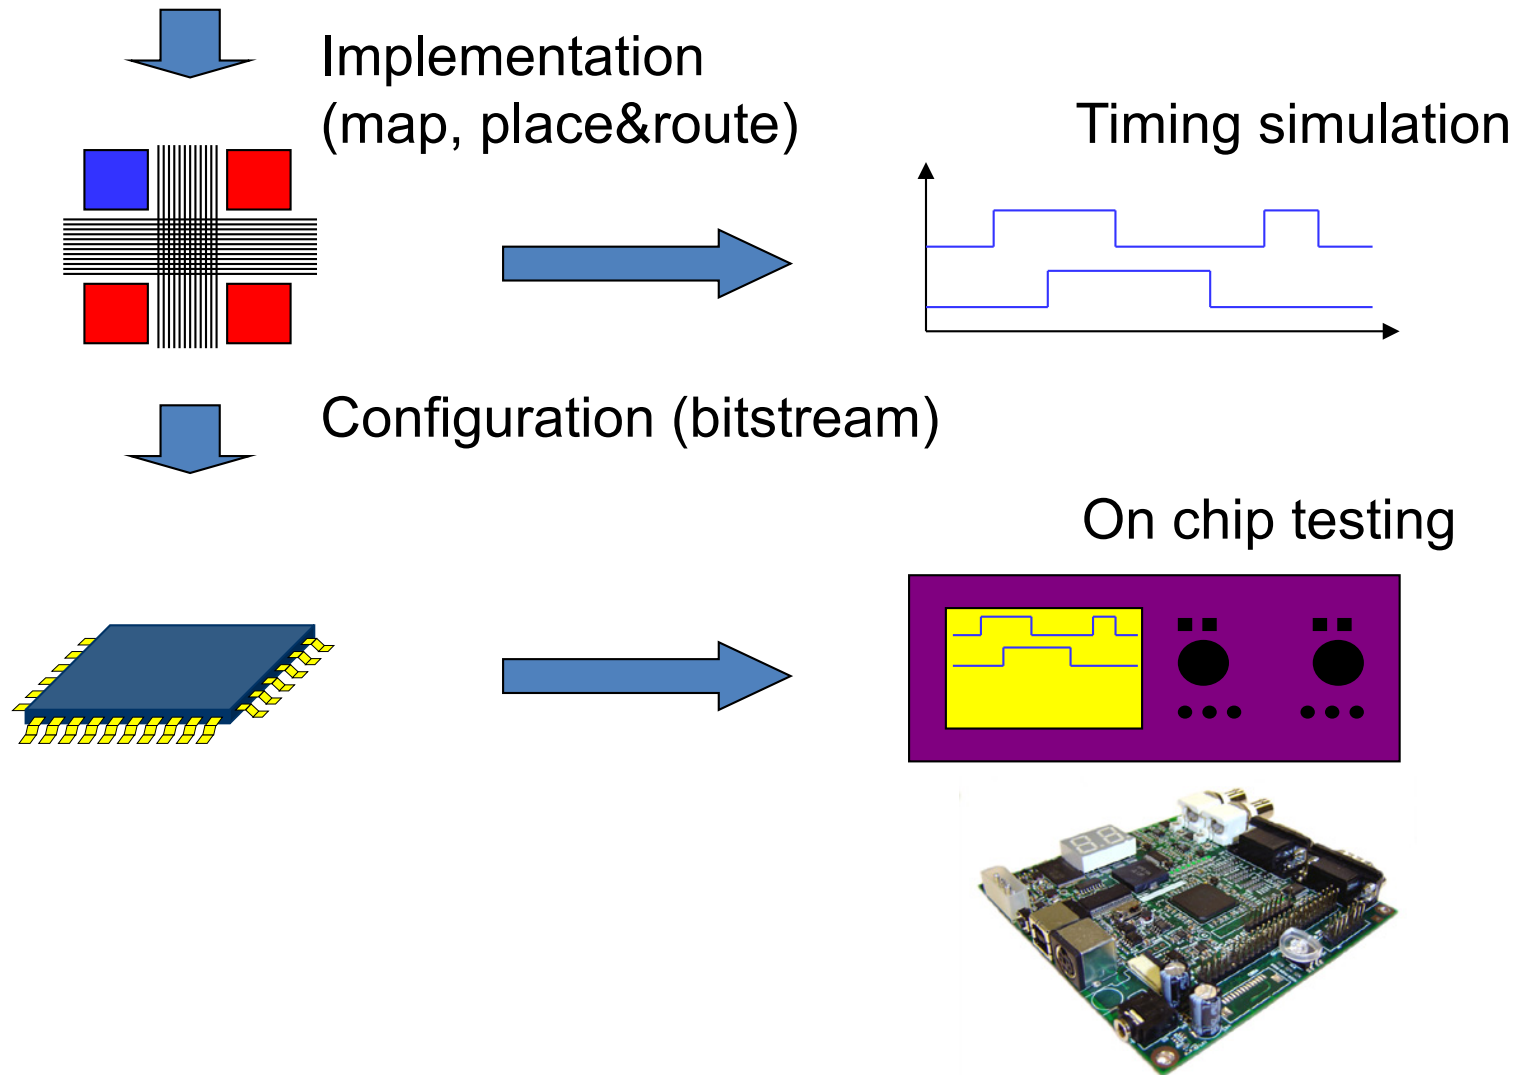 Implementation
(map, place&route)
Timing simulation
Configuration (bitstream)
On chip testing